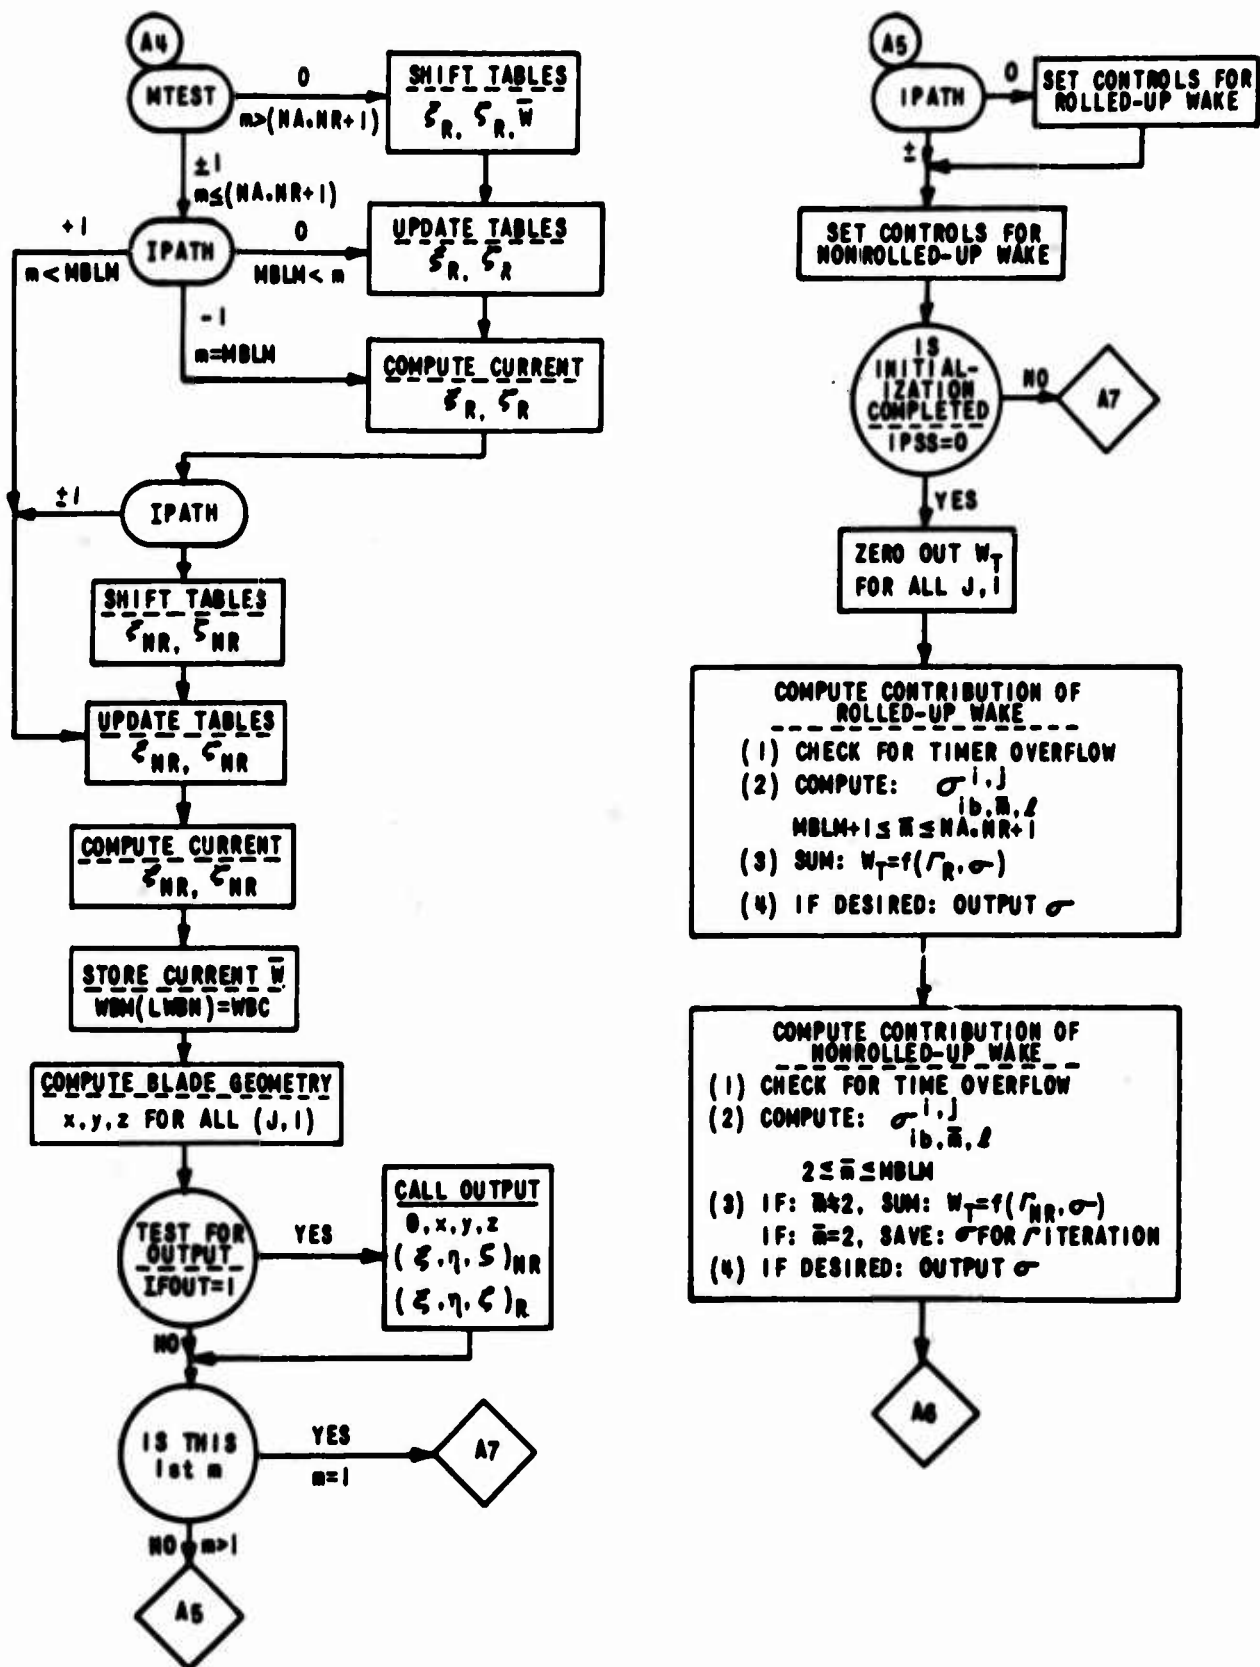 A4
MTEST
0
m>(NA.NR+1)
SHIFT TABLES
ξR, ζR, W̄
±1
m≤(NA.NR+1)
+1
m<MBLM
IPATH
0
MBLM<m
UPDATE TABLES
ξR, ζR
-1
m=MBLM
COMPUTE CURRENT
ξR, ζR
±1
IPATH
SHIFT TABLES
ξNR, ζNR
UPDATE TABLES
ξNR, ζNR
COMPUTE CURRENT
ξNR, ζNR
STORE CURRENT W̄
WBM(LWBN)=WBC
COMPUTE BLADE GEOMETRY
x,y,z FOR ALL (J,I)
TEST FOR
OUTPUT
IFOUT=1
YES
CALL OUTPUT
θ,x,y,z
(ξ,η,ζ)NR
(ξ,η,ζ)R
NO
IS THIS
1st m
YES
m=1
A7
NO m>1
A5
A5
IPATH
0
SET CONTROLS FOR
ROLLED-UP WAKE
±
SET CONTROLS FOR
NONROLLED-UP WAKE
IS
INITIAL-
IZATION
COMPLETED
IPSS=0
NO
A7
YES
ZERO OUT WT
FOR ALL J,i
COMPUTE CONTRIBUTION OF
ROLLED-UP WAKE
(1) CHECK FOR TIMER OVERFLOW
(2) COMPUTE: σ i,j
ib,m̄,ℓ
MBLM+1≤m̄≤NA.NR+1
(3) SUM: WT=f(ΓR,σ)
(4) IF DESIRED: OUTPUT σ
COMPUTE CONTRIBUTION OF
NONROLLED-UP WAKE
(1) CHECK FOR TIME OVERFLOW
(2) COMPUTE: σ i,j
ib,m̄,ℓ
2≤m̄≤MBLM
(3) IF: m̄≠2, SUM: WT=f(ΓNR,σ)
IF: m̄=2, SAVE: σ FOR Γ ITERATION
(4) IF DESIRED: OUTPUT σ
A6